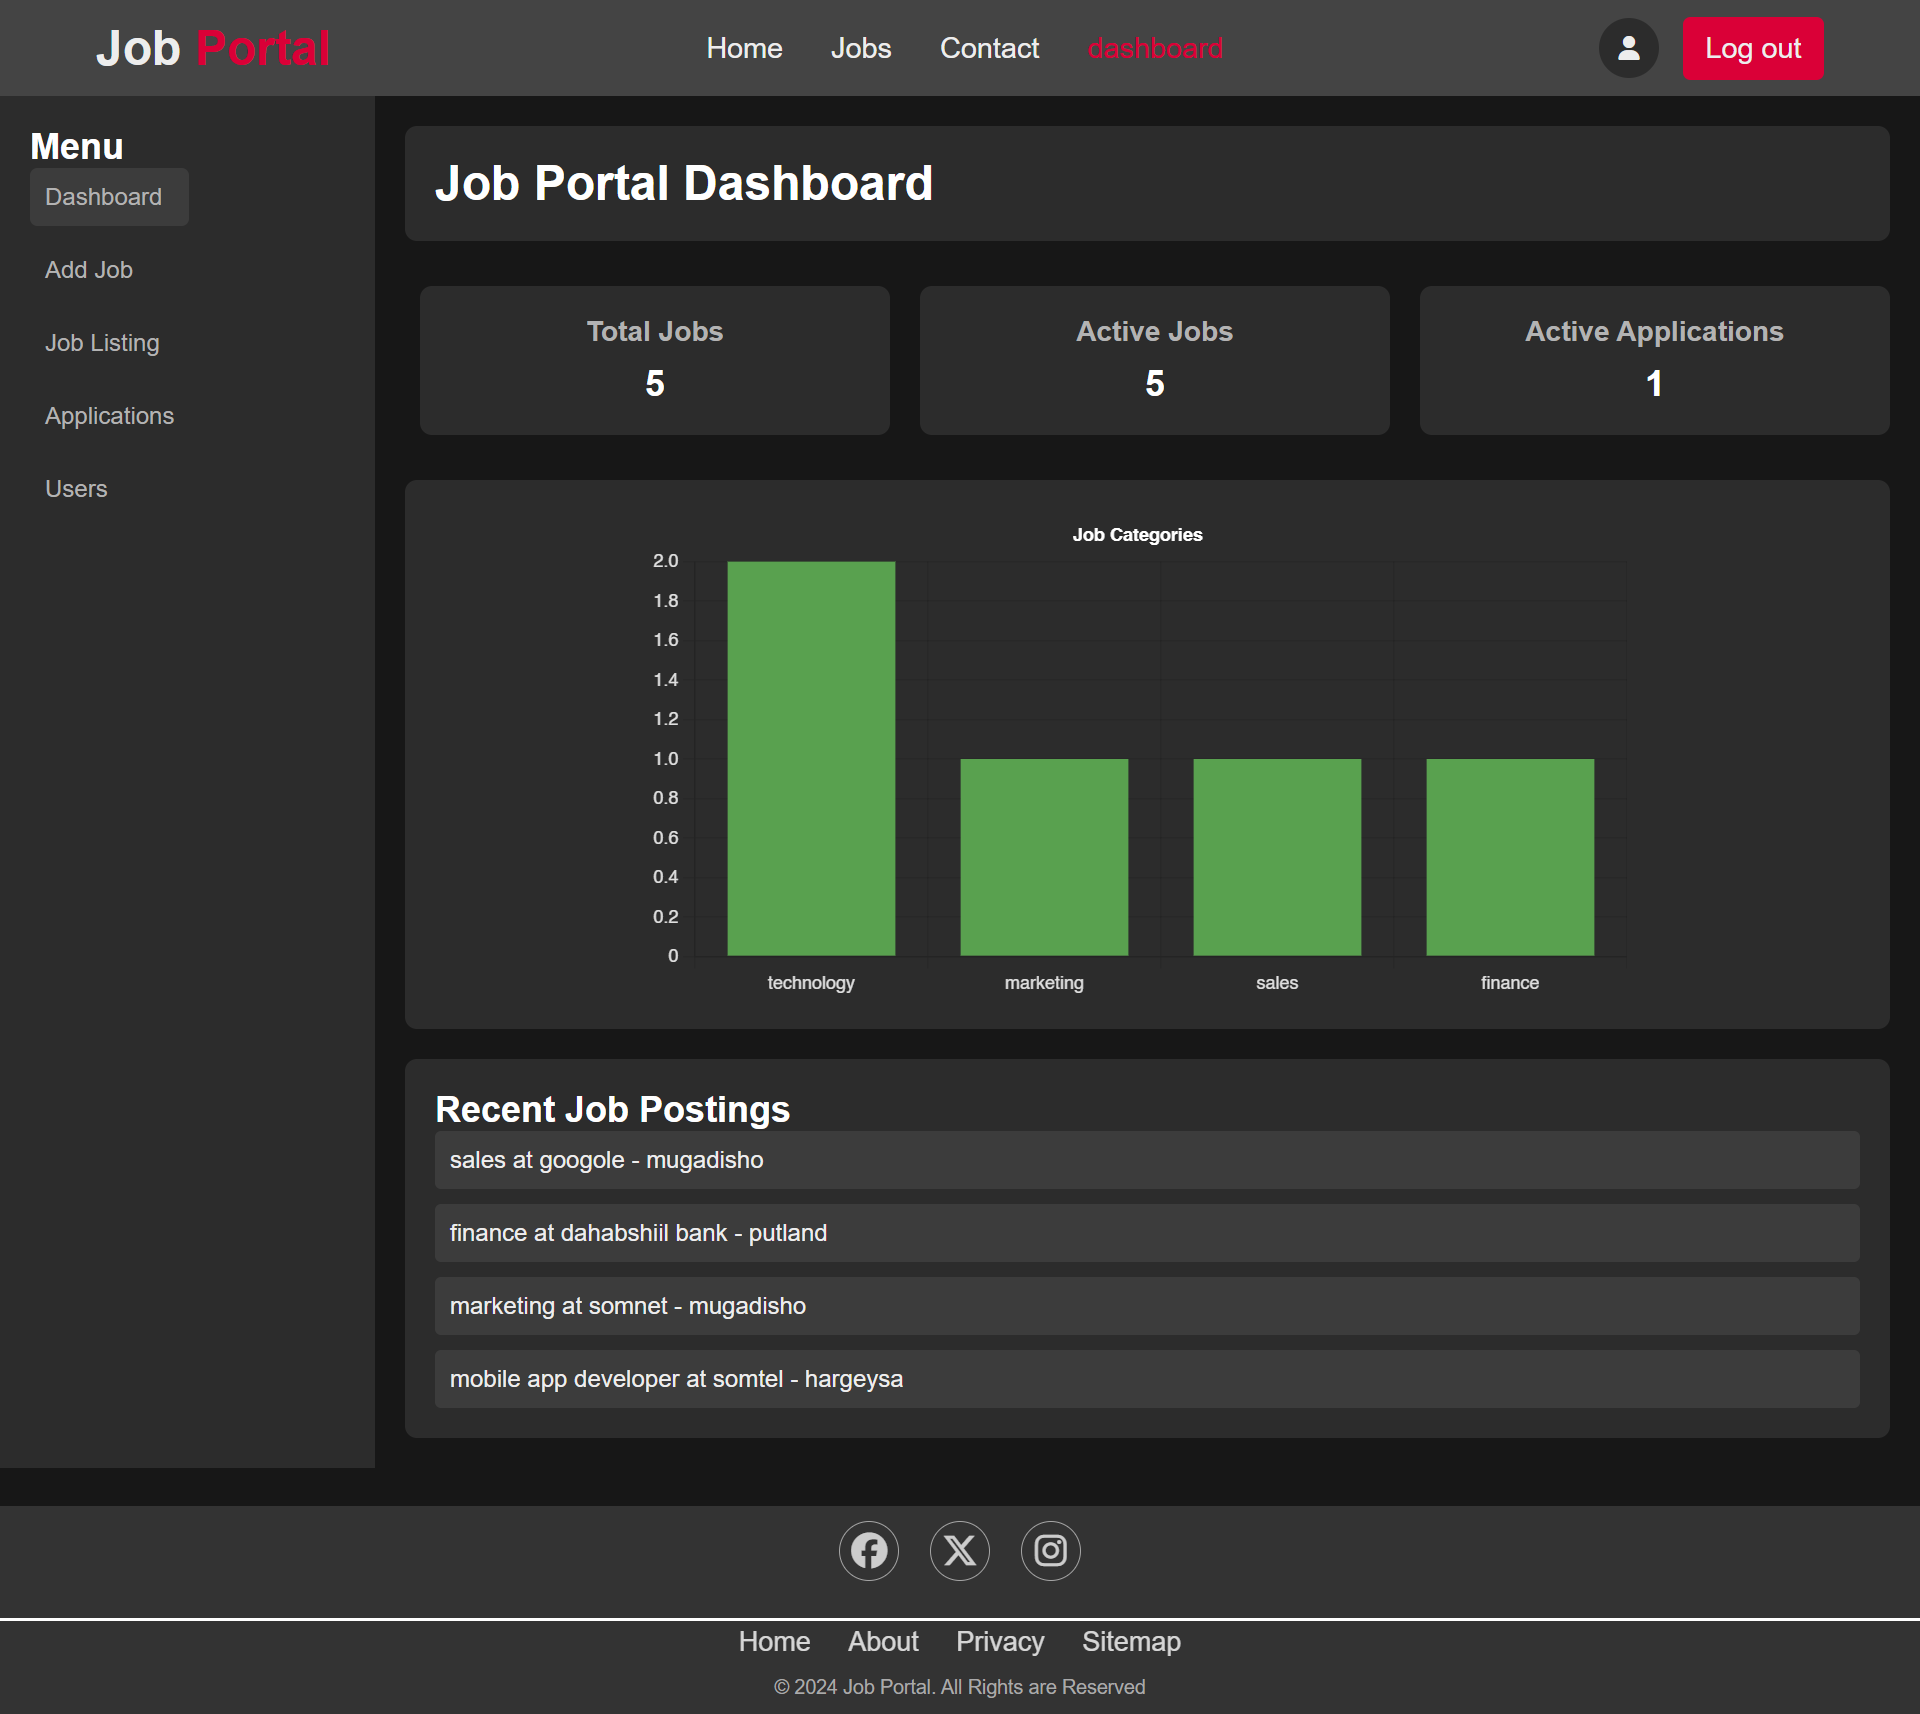 Job Portal
Home Jobs Contact dashboard
Log out
Menu
Dashboard
Add Job
Job Listing
Applications
Users
Job Portal Dashboard
Total Jobs
5
Active Jobs
5
Active Applications
1
Job Categories
2.0
1.8
1.6
1.4
1.2
1.0
0.8
0.6
0.4
0.2
0
technology marketing sales finance
Recent Job Postings
sales at googole - mugadisho
finance at dahabshiil bank - putland
marketing at somnet - mugadisho
mobile app developer at somtel - hargeysa
Home About Privacy Sitemap
© 2024 Job Portal. All Rights are Reserved